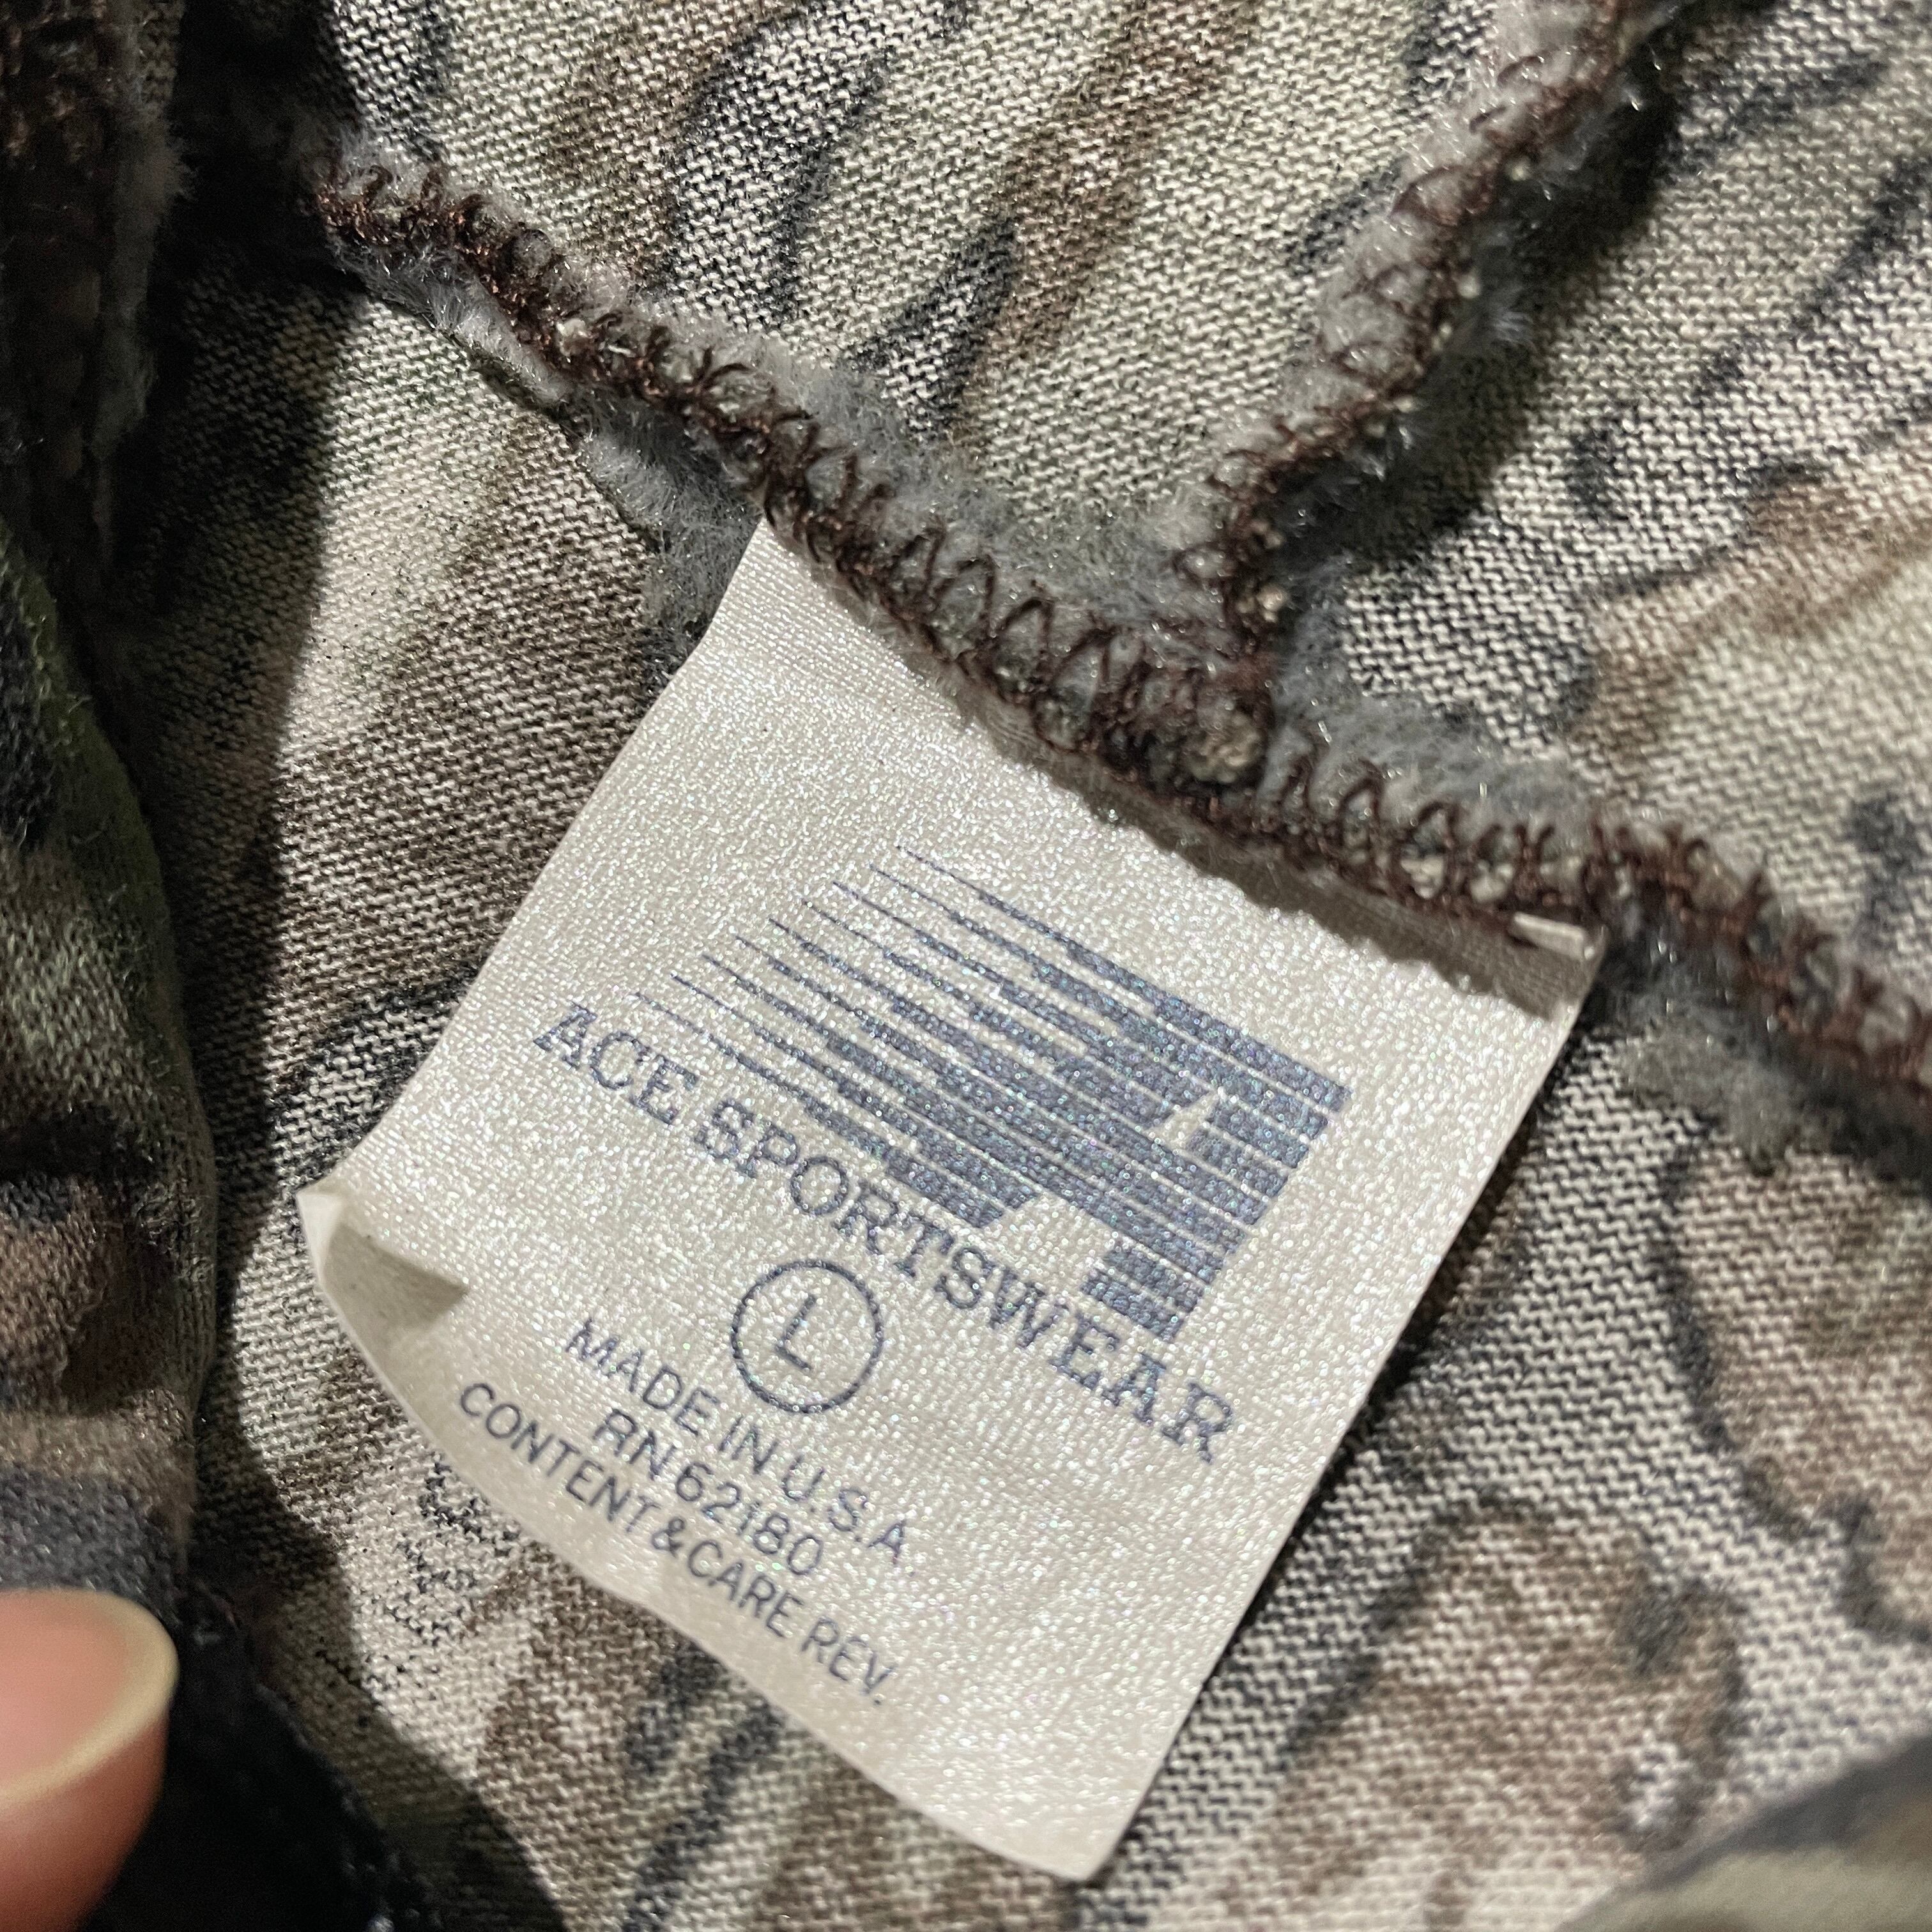 ACE SPORTSWEAR
L
MADE IN U.S.A
RN 62180
CONTENT & CARE REV.